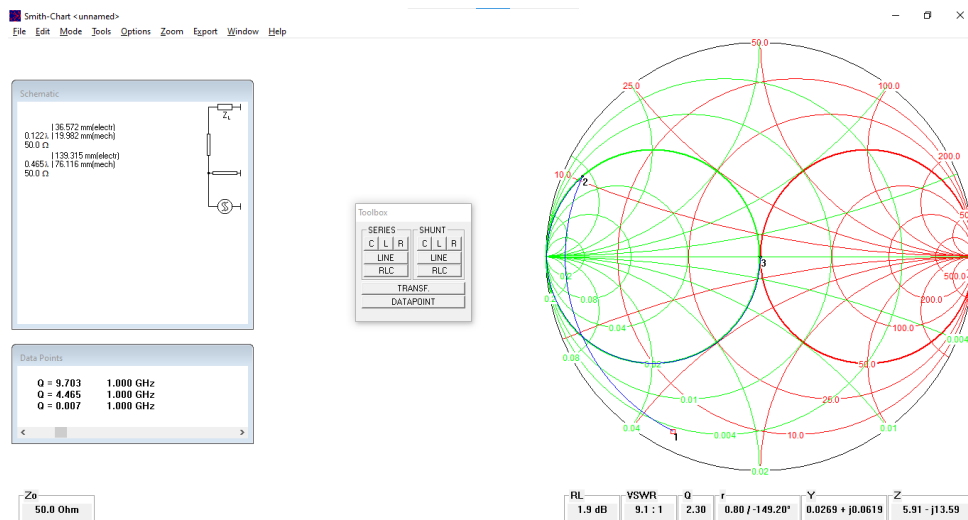 Smith-Chart <unnamed>
File Edit Mode Tools Options Zoom Export Window Help
Schematic
Z_L
| 36.572 mm(electr)
0.122λ | 19.982 mm(mech)
50.0 Ω
| 139.315 mm(electr)
0.465λ | 76.116 mm(mech)
50.0 Ω
Data Points
Q = 9.703 1.000 GHz
Q = 4.465 1.000 GHz
Q = 0.007 1.000 GHz
Toolbox
SERIES SHUNT
C L R C L R
LINE LINE
RLC RLC
TRANSF.
DATAPOINT
50.0
25.0 100.0
200.0
10.0 2
50
3
0.2 500.0
0.2 0.08 200.0
0.04 100.0
0.08 0.004
0.02 50.0
0.01 25.0
0.04 1 0.004 10.0 0.01
0.02
Zo
50.0 Ohm
RL VSWR Q r Y Z
1.9 dB 9.1 : 1 2.30 0.80 / -149.20° 0.0269 + j0.0619 5.91 - j13.59